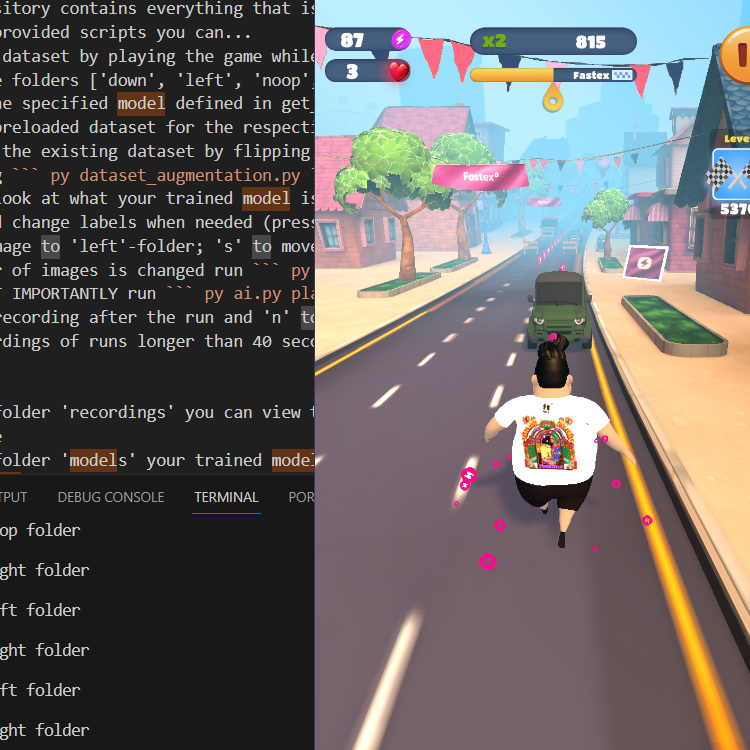 sitory contains everything that is
provided scripts you can...
dataset by playing the game while
e folders ['down', 'left', 'noop'
he specified model defined in get_
preloaded dataset for the respecti
the existing dataset by flipping
g ``` py dataset_augmentation.py `
look at what your trained model is
d change labels when needed (press
mage to 'left'-folder; 's' to move
r of images is changed run ``` py
T IMPORTANTLY run ``` py ai.py pla
recording after the run and 'n' to
rdings of runs longer than 40 seco
folder 'recordings' you can view t
e
folder 'models' your trained model
TPUT DEBUG CONSOLE TERMINAL POR
op folder
ght folder
ft folder
ght folder
ft folder
ght folder
87
x2 815
3
Fastex
Fastex
Leve
5370